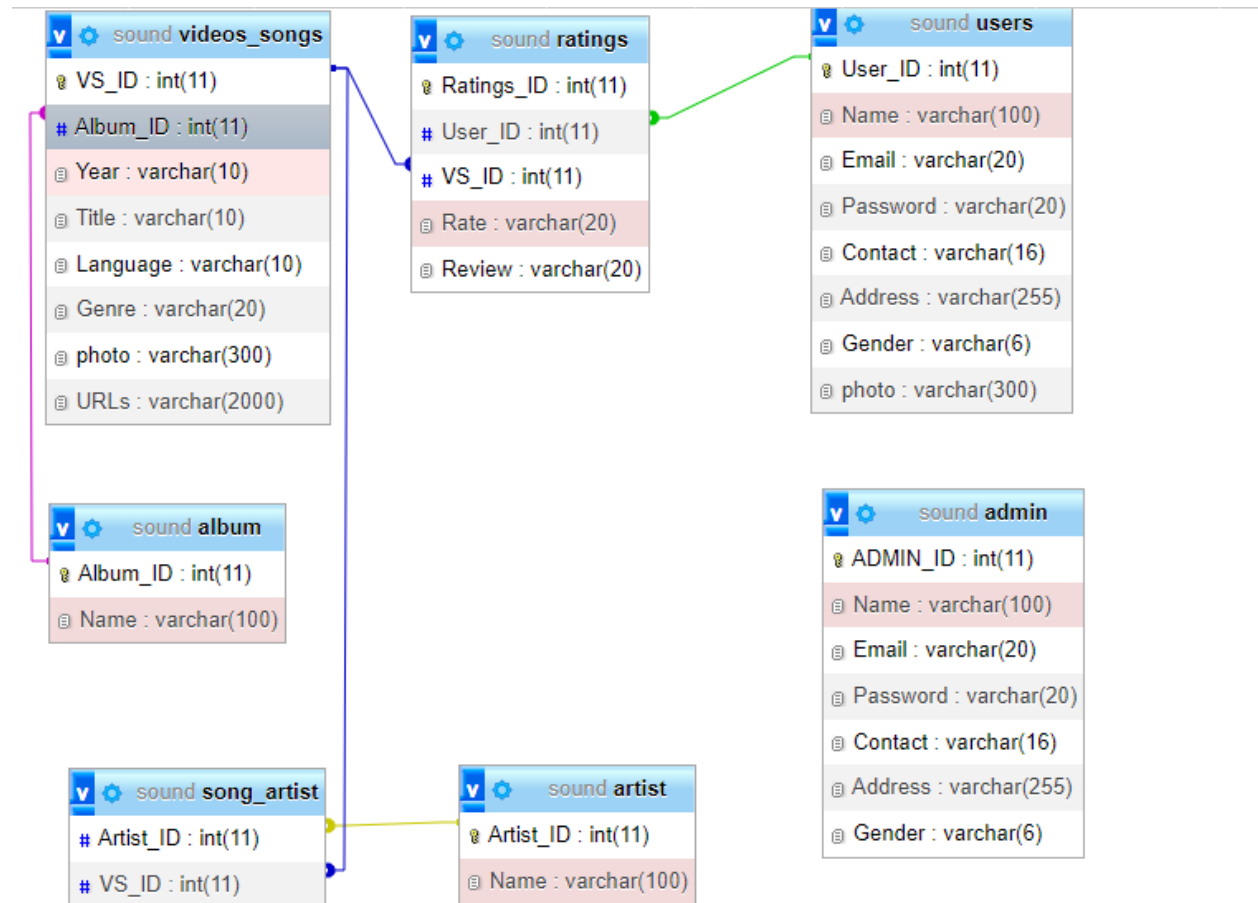 v sound videos_songs
VS_ID : int(11)
# Album_ID : int(11)
Year : varchar(10)
Title : varchar(10)
Language : varchar(10)
Genre : varchar(20)
photo : varchar(300)
URLs : varchar(2000)
v sound ratings
Ratings_ID : int(11)
# User_ID : int(11)
# VS_ID : int(11)
Rate : varchar(20)
Review : varchar(20)
v sound users
User_ID : int(11)
Name : varchar(100)
Email : varchar(20)
Password : varchar(20)
Contact : varchar(16)
Address : varchar(255)
Gender : varchar(6)
photo : varchar(300)
v sound album
Album_ID : int(11)
Name : varchar(100)
v sound admin
ADMIN_ID : int(11)
Name : varchar(100)
Email : varchar(20)
Password : varchar(20)
Contact : varchar(16)
Address : varchar(255)
Gender : varchar(6)
v sound song_artist
# Artist_ID : int(11)
# VS_ID : int(11)
v sound artist
Artist_ID : int(11)
Name : varchar(100)